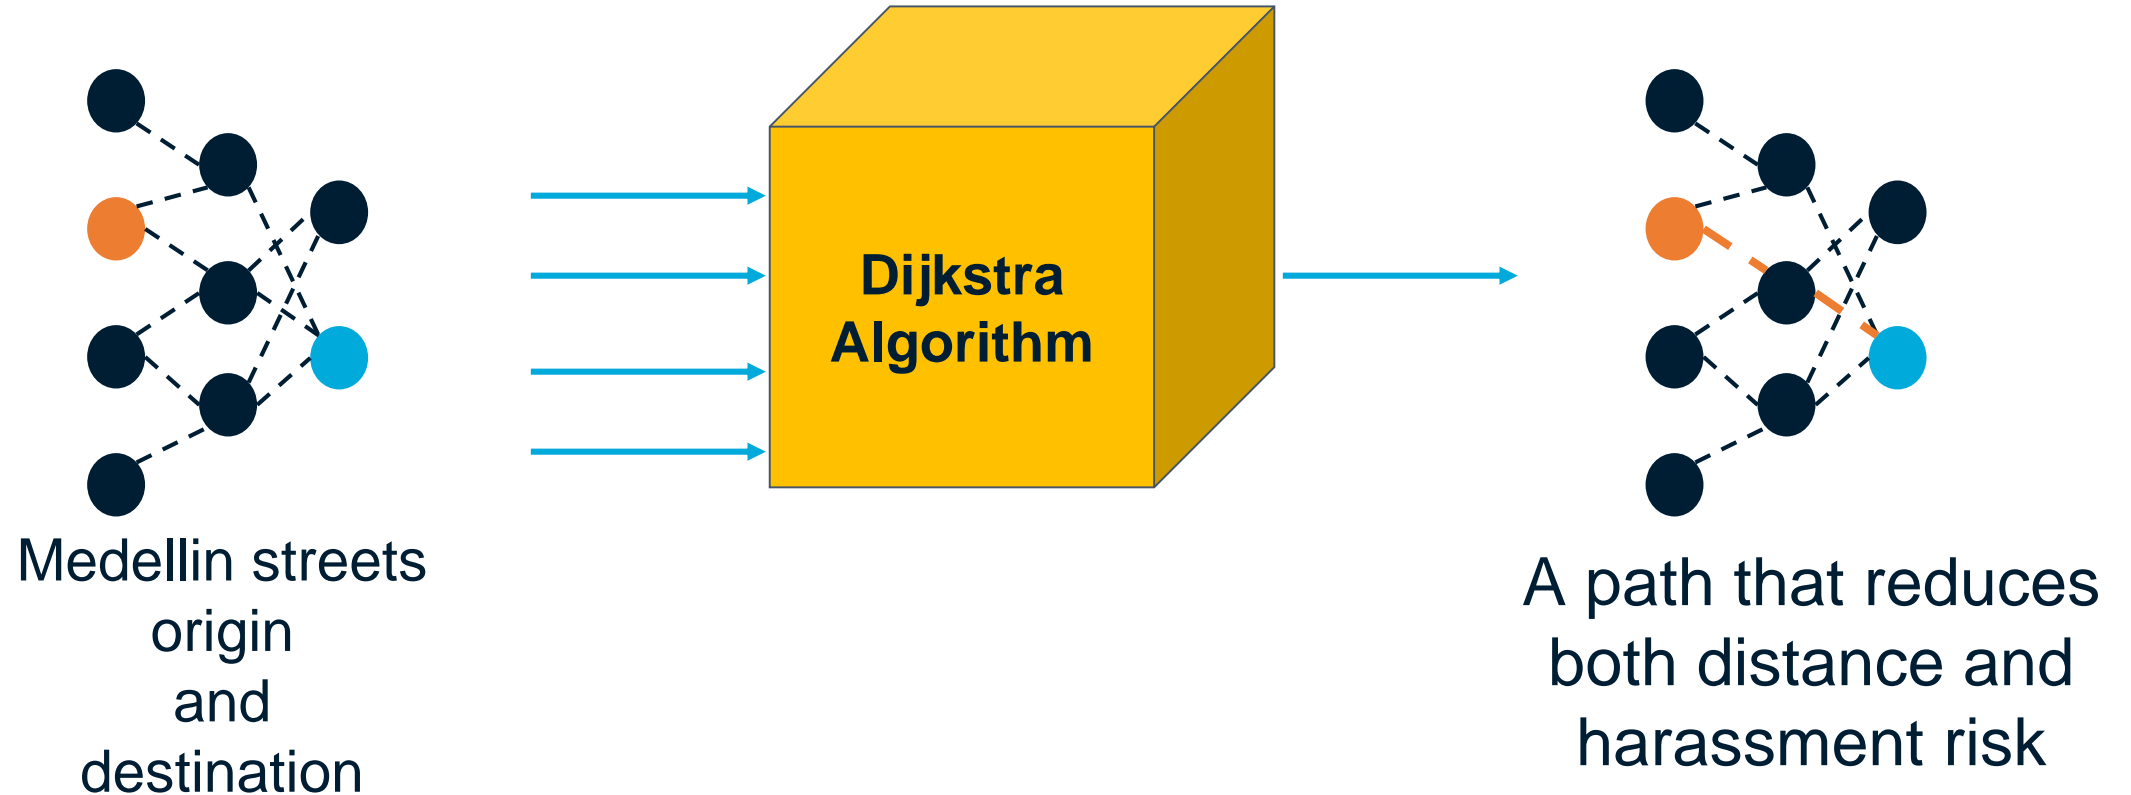 Dijkstra
Algorithm
Medellin streets
origin
and
destination
A path that reduces
both distance and
harassment risk